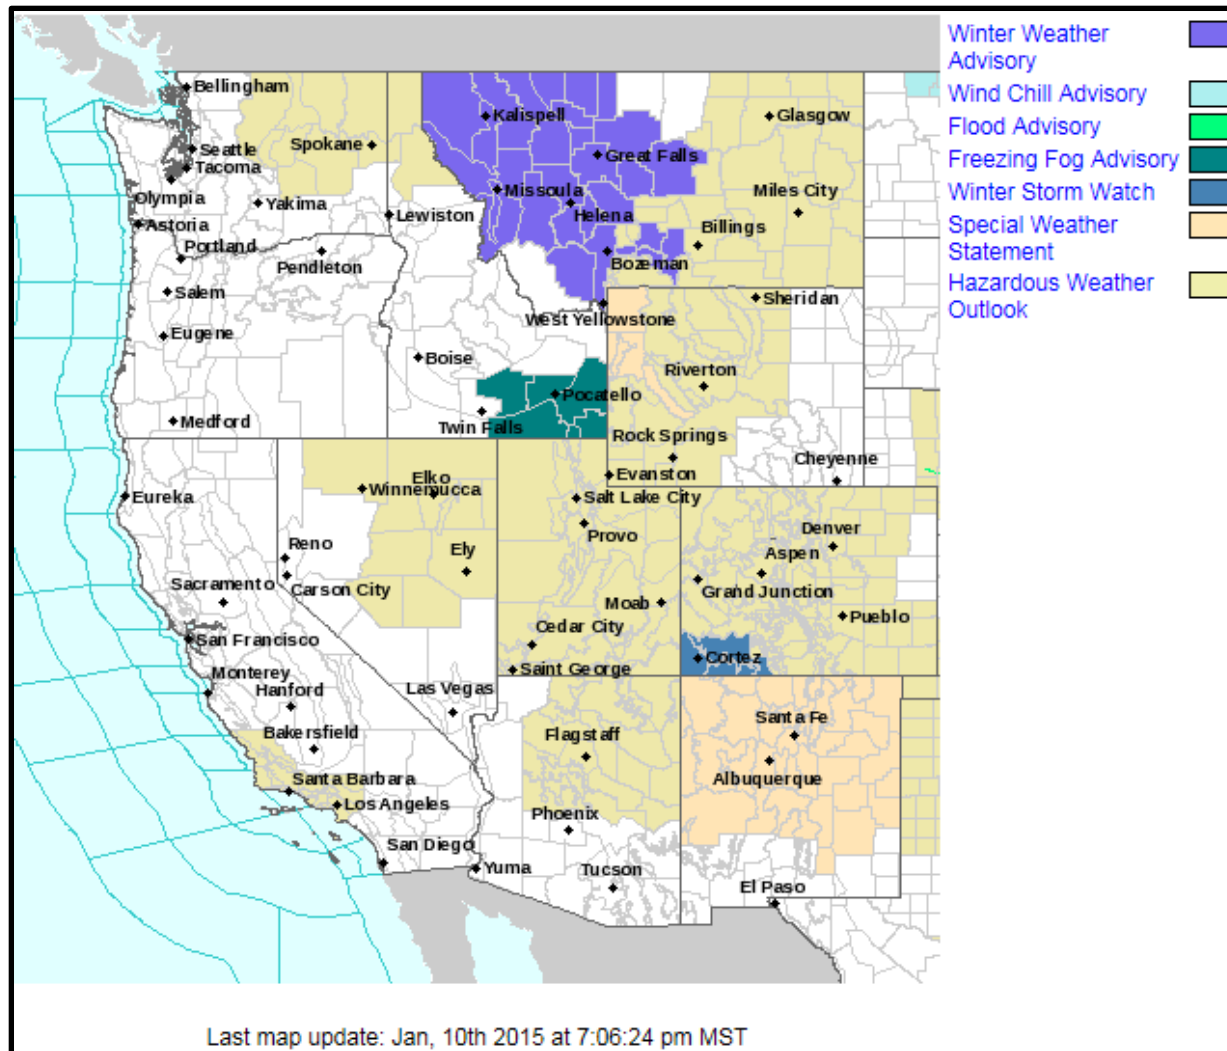 Winter Weather
Advisory
Wind Chill Advisory
Flood Advisory
Freezing Fog Advisory
Winter Storm Watch
Special Weather
Statement
Hazardous Weather
Outlook
Bellingham
Kalispell
Glasgow
Seattle
Spokane
Great Falls
Tacoma
Olympia
Yakima
Missoula
Miles City
Lewiston
Helena
Astoria
Billings
Portland
Pendleton
Bozeman
Salem
Sheridan
West Yellowstone
Eugene
Boise
Riverton
Pocatello
Medford
Twin Falls
Rock Springs
Cheyenne
Evanston
Elko
Winnemucca
Eureka
Salt Lake City
Denver
Provo
Reno
Ely
Aspen
Sacramento
Carson City
Grand Junction
Moab
Pueblo
Cedar City
San Francisco
Cortez
Saint George
Monterey
Hanford
Las Vegas
Santa Fe
Bakersfield
Flagstaff
Albuquerque
Santa Barbara
Los Angeles
Phoenix
San Diego
Yuma
Tucson
El Paso
Last map update: Jan, 10th 2015 at 7:06:24 pm MST